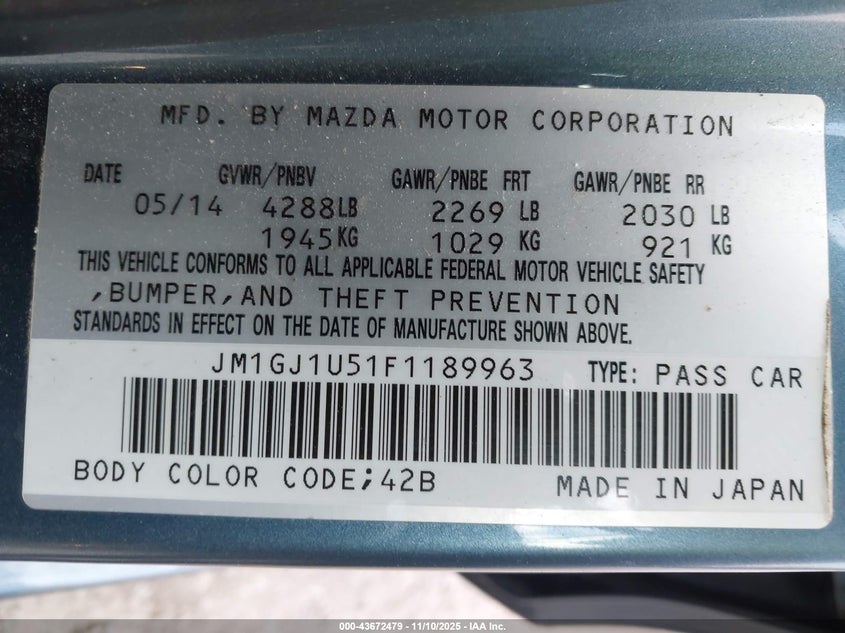 MFD. BY MAZDA MOTOR CORPORATION
DATE GVWR/PNBV GAWR/PNBE FRT GAWR/PNBE RR
05/14 4288LB 2269 LB 2030 LB
1945KG 1029 KG 921 KG
THIS VEHICLE CONFORMS TO ALL APPLICABLE FEDERAL MOTOR VEHICLE SAFETY
,BUMPER,AND THEFT PREVENTION
STANDARDS IN EFFECT ON THE DATE OF MANUFACTURE SHOWN ABOVE.
JM1GJ1U51F1189963 TYPE: PASS CAR
BODY COLOR CODE;42B MADE IN JAPAN
000-43672479 - 11/10/2025 - IAA Inc.